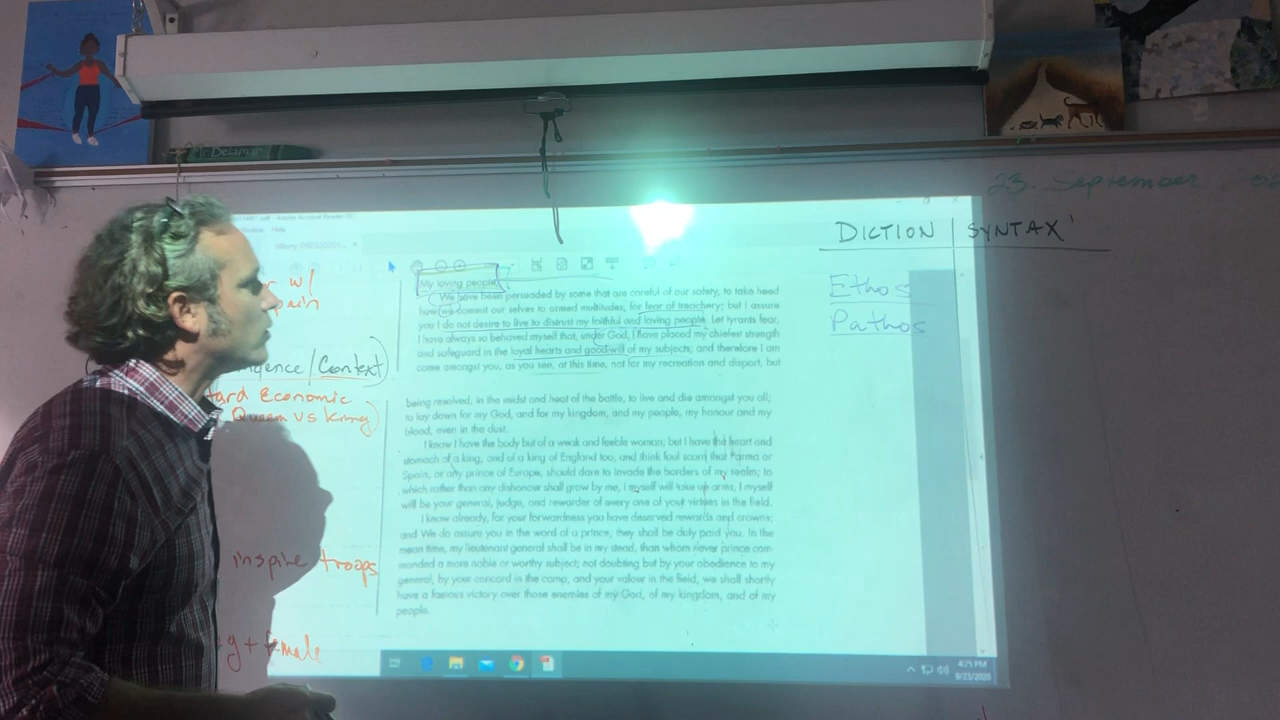 Mr. Delaplar
23. September
Adobe Acrobat Reader DC
Window Help
DICTION | SYNTAX
Ethos
Pathos
w/
(Audience / Context)
Economic
Queen vs King)
inspire troops
g + female
My loving people
We have been persuaded by some that are careful of our safety, to take heed
how we commit our selves to armed multitudes, for fear of treachery; but I assure
you I do not desire to live to distrust my faithful and loving people. Let tyrants fear,
I have always so behaved myself that, under God, I have placed my chiefest strength
and safeguard in the loyal hearts and goodwill of my subjects; and therefore I am
come amongst you, as you see, at this time, not for my recreation and disport, but
being resolved, in the midst and heat of the battle, to live and die amongst you all;
to lay down for my God, and for my kingdom, and my people, my honour and my
blood, even in the dust.
I know I have the body but of a weak and feeble woman; but I have the heart and
stomach of a king, and of a king of England too, and think foul scorn that Parma or
Spain, or any prince of Europe, should dare to invade the borders of my realm; to
which rather than any dishonour shall grow by me, I myself will take up arms, I myself
will be your general, judge, and rewarder of every one of your virtues in the field.
I know already, for your forwardness you have deserved rewards and crowns;
and We do assure you in the word of a prince, they shall be duly paid you. In the
mean time, my lieutenant general shall be in my stead, than whom never prince com
manded a more noble or worthy subject; not doubting but by your obedience to my
general, by your concord in the camp, and your valour in the field, we shall shortly
have a famous victory over those enemies of my God, of my kingdom, and of my
people.
4:25 PM
9/23/2020